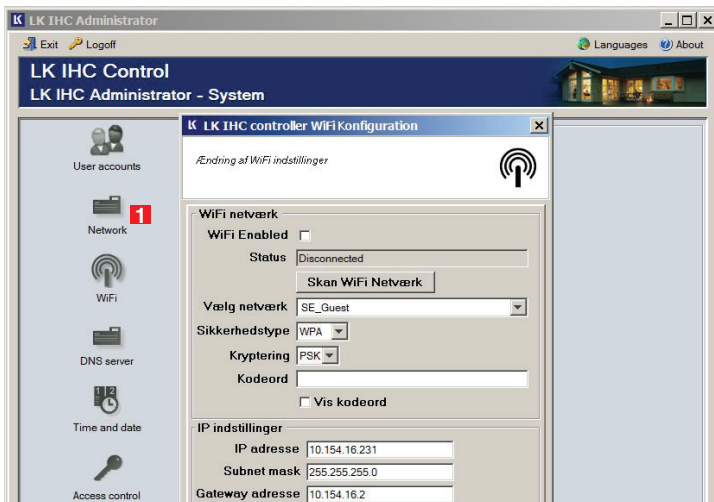 LK IHC Administrator
Exit Logoff Languages About
LK IHC Control
LK IHC Administrator - System
User accounts
Network
1
WiFi
DNS server
Time and date
Access control
LK IHC controller WiFi Konfiguration
Ændring af WiFi indstillinger
WiFi netværk
WiFi Enabled
Status Disconnected
Skan WiFi Netværk
Vælg netværk SE_Guest
Sikkerhedstype WPA
Kryptering PSK
Kodeord
Vis kodeord
IP indstillinger
IP adresse 10.154.16.231
Subnet mask 255.255.255.0
Gateway adresse 10.154.16.2